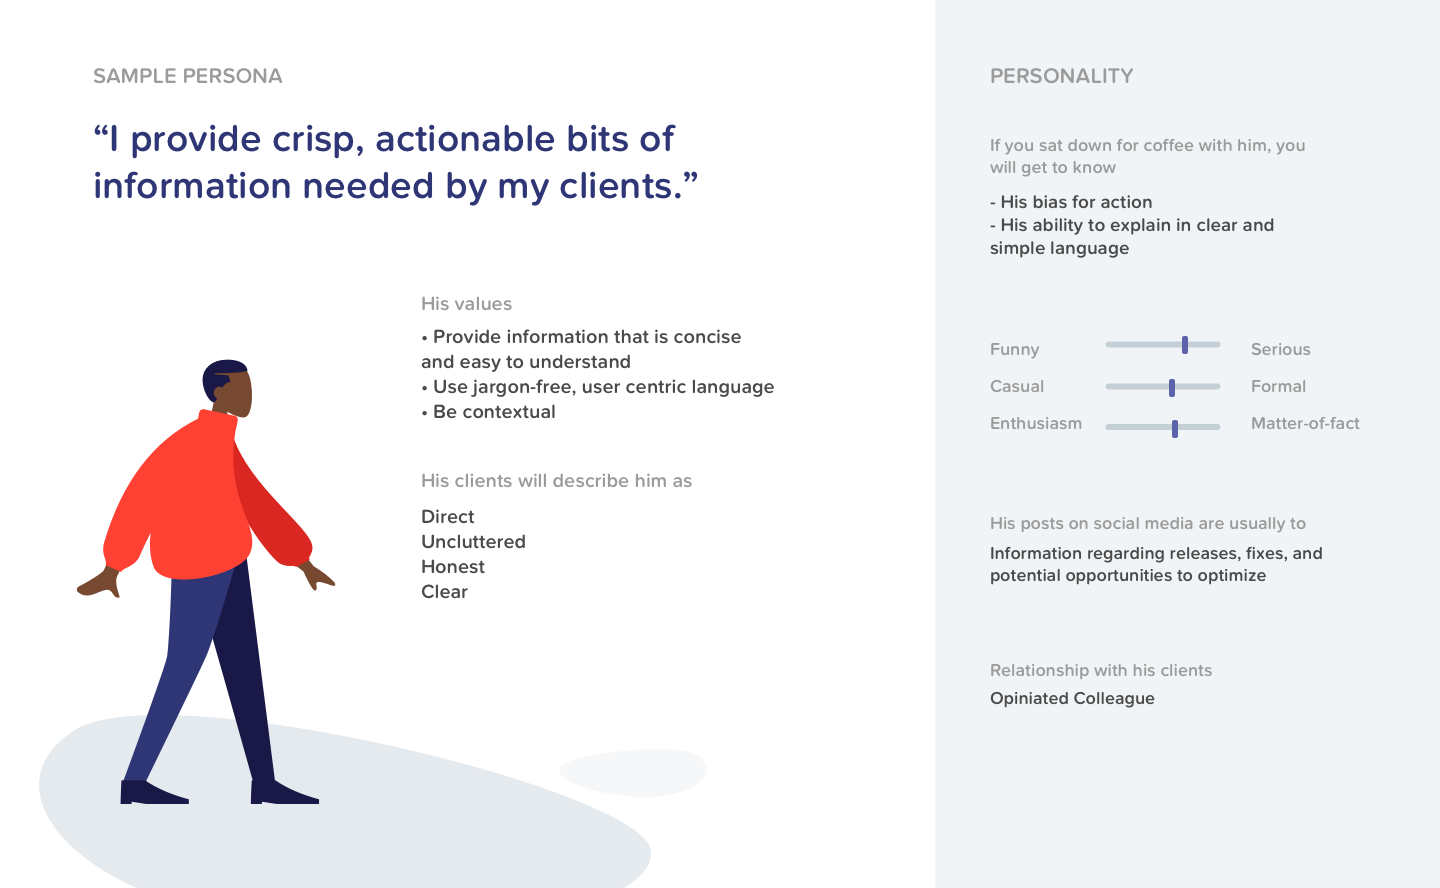 SAMPLE PERSONA
“I provide crisp, actionable bits of
information needed by my clients.”
His values
• Provide information that is concise
and easy to understand
• Use jargon-free, user centric language
• Be contextual
His clients will describe him as
Direct
Uncluttered
Honest
Clear
PERSONALITY
If you sat down for coffee with him, you
will get to know
- His bias for action
- His ability to explain in clear and
simple language
Funny Serious
Casual Formal
Enthusiasm Matter-of-fact
His posts on social media are usually to
Information regarding releases, fixes, and
potential opportunities to optimize
Relationship with his clients
Opiniated Colleague